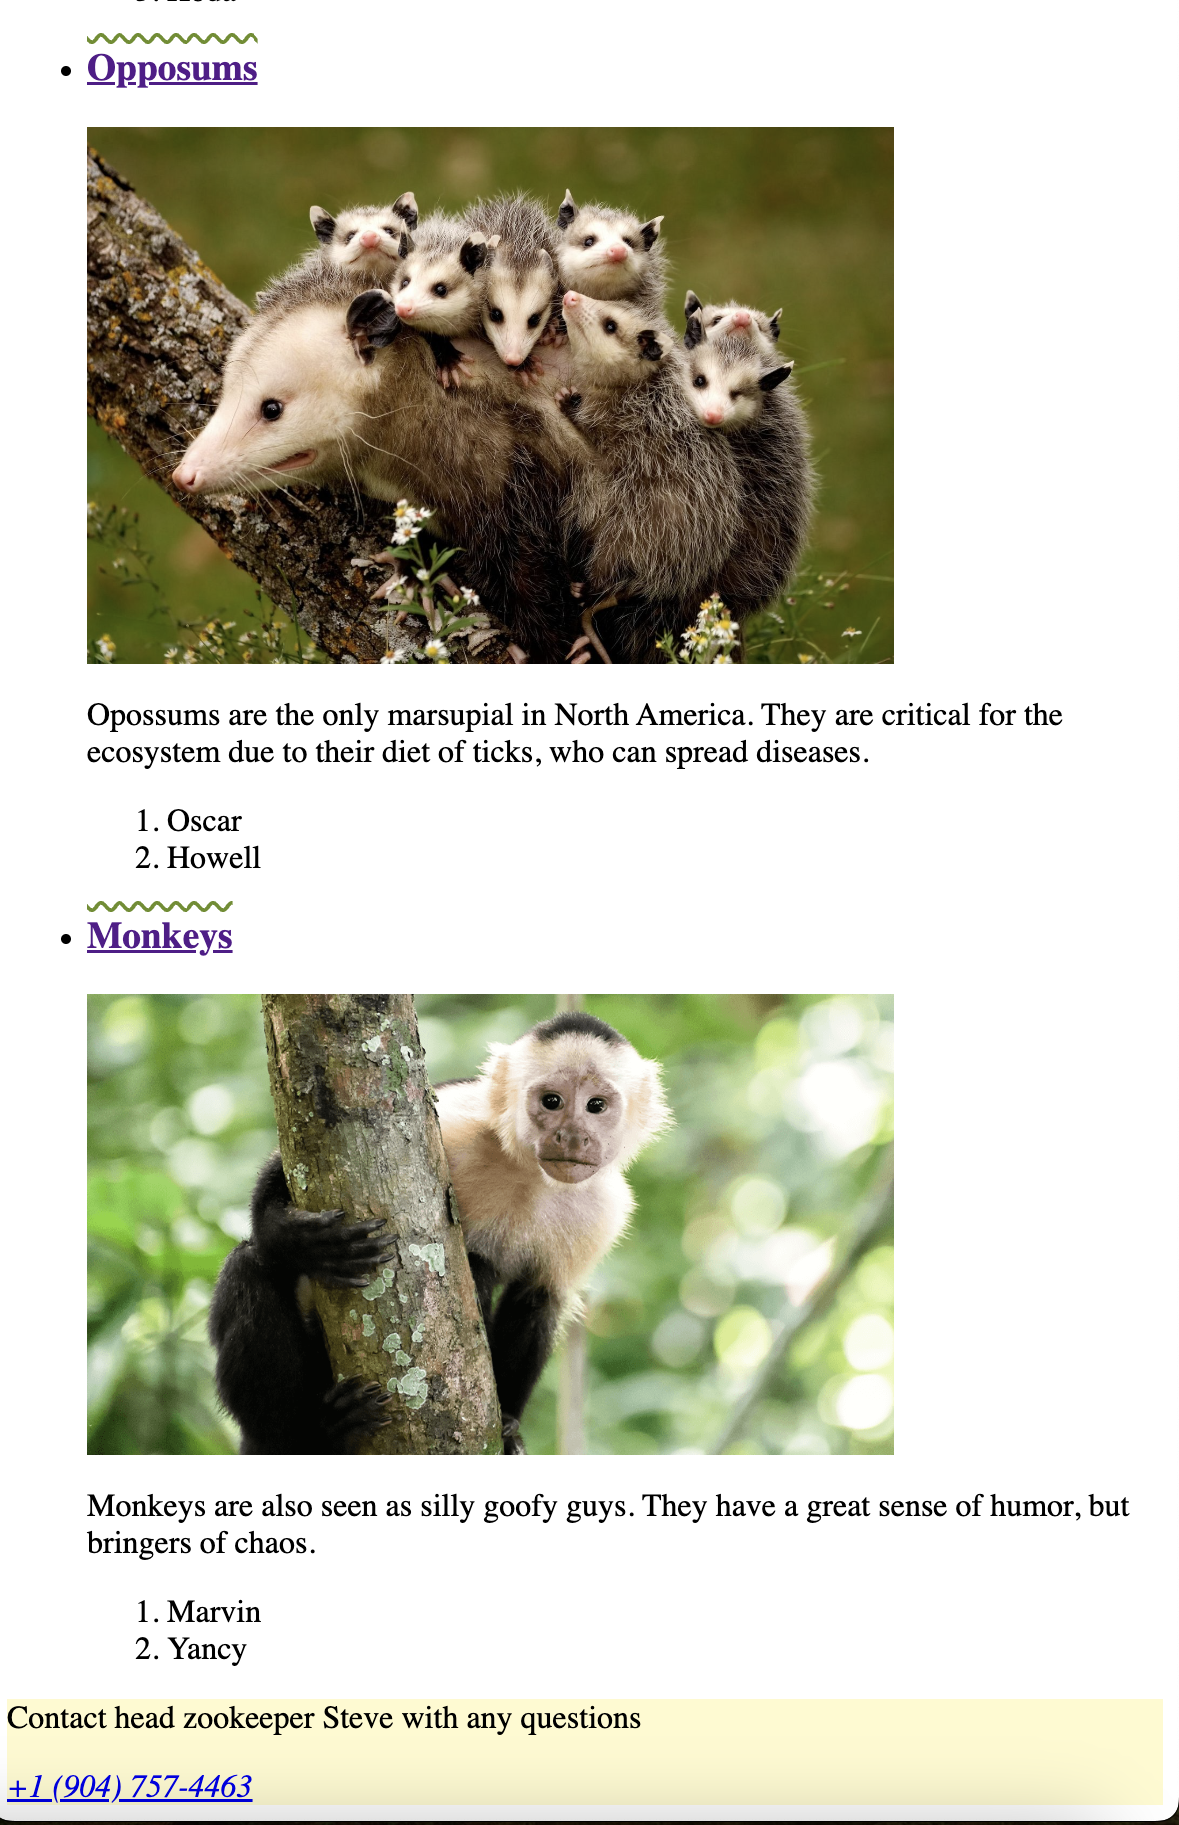 Opposums
Opossums are the only marsupial in North America. They are critical for the
ecosystem due to their diet of ticks, who can spread diseases.
1. Oscar
2. Howell
Monkeys
Monkeys are also seen as silly goofy guys. They have a great sense of humor, but
bringers of chaos.
1. Marvin
2. Yancy
Contact head zookeeper Steve with any questions
+1 (904) 757-4463